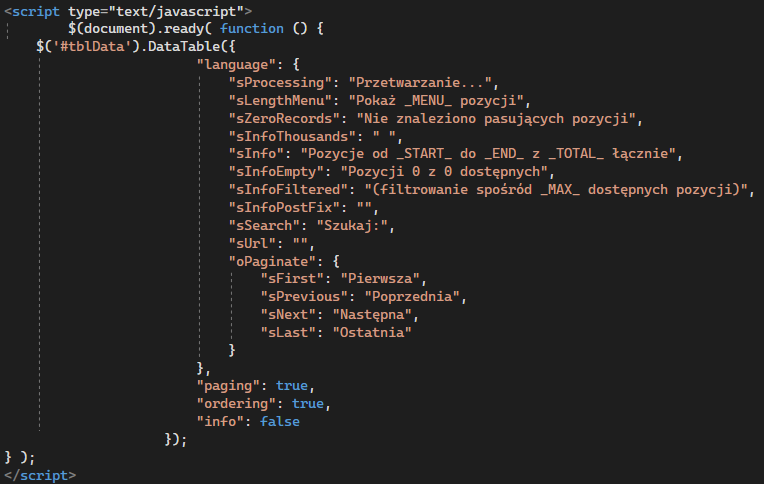 <script type="text/javascript">
$(document).ready( function () {
$('#tblData').DataTable({
"language": {
"sProcessing": "Przetwarzanie...",
"sLengthMenu": "Pokaż _MENU_ pozycji",
"sZeroRecords": "Nie znaleziono pasujących pozycji",
"sInfoThousands": " ",
"sInfo": "Pozycje od _START_ do _END_ z _TOTAL_ łącznie",
"sInfoEmpty": "Pozycji 0 z 0 dostępnych",
"sInfoFiltered": "(filtrowanie spośród _MAX_ dostępnych pozycji)",
"sInfoPostFix": "",
"sSearch": "Szukaj:",
"sUrl": "",
"oPaginate": {
"sFirst": "Pierwsza",
"sPrevious": "Poprzednia",
"sNext": "Następna",
"sLast": "Ostatnia"
}
},
"paging": true,
"ordering": true,
"info": false
});
} );
</script>